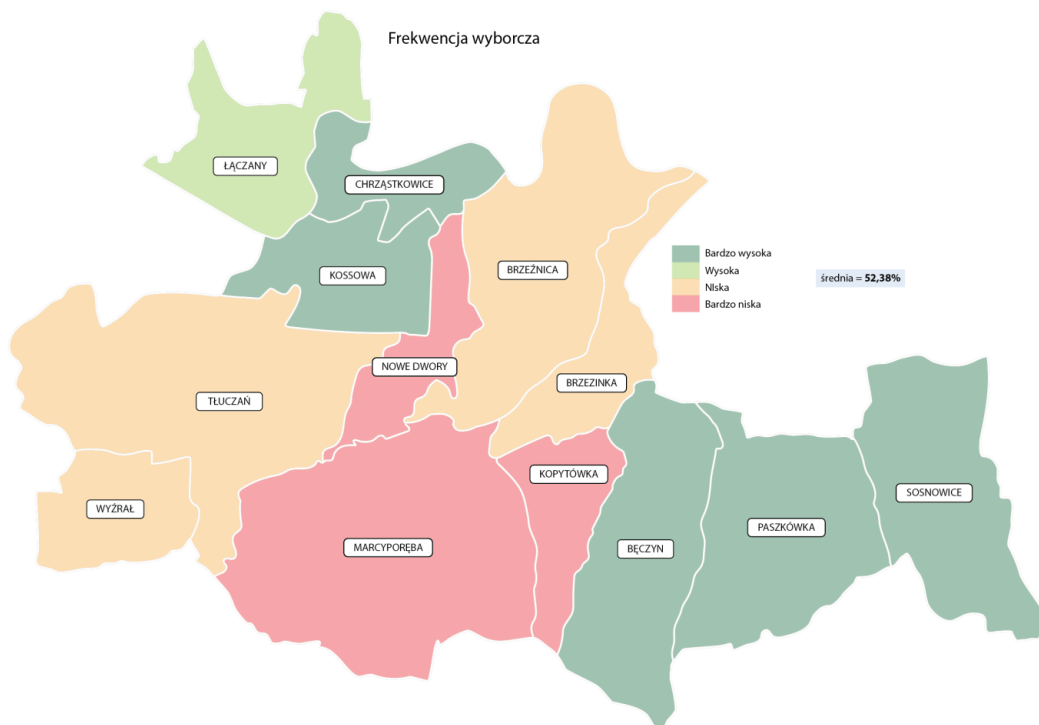 Frekwencja wyborcza
ŁĄCZANY
CHRZĄSTKOWICE
KOSSOWA
BRZEŹNICA
Bardzo wysoka
Wysoka
NIska
Bardzo niska
średnia = 52,38%
NOWE DWORY
BRZEZINKA
TŁUCZAŃ
KOPYTÓWKA
SOSNOWICE
WYŹRAŁ
PASZKÓWKA
MARCYPORĘBA
BĘCZYN